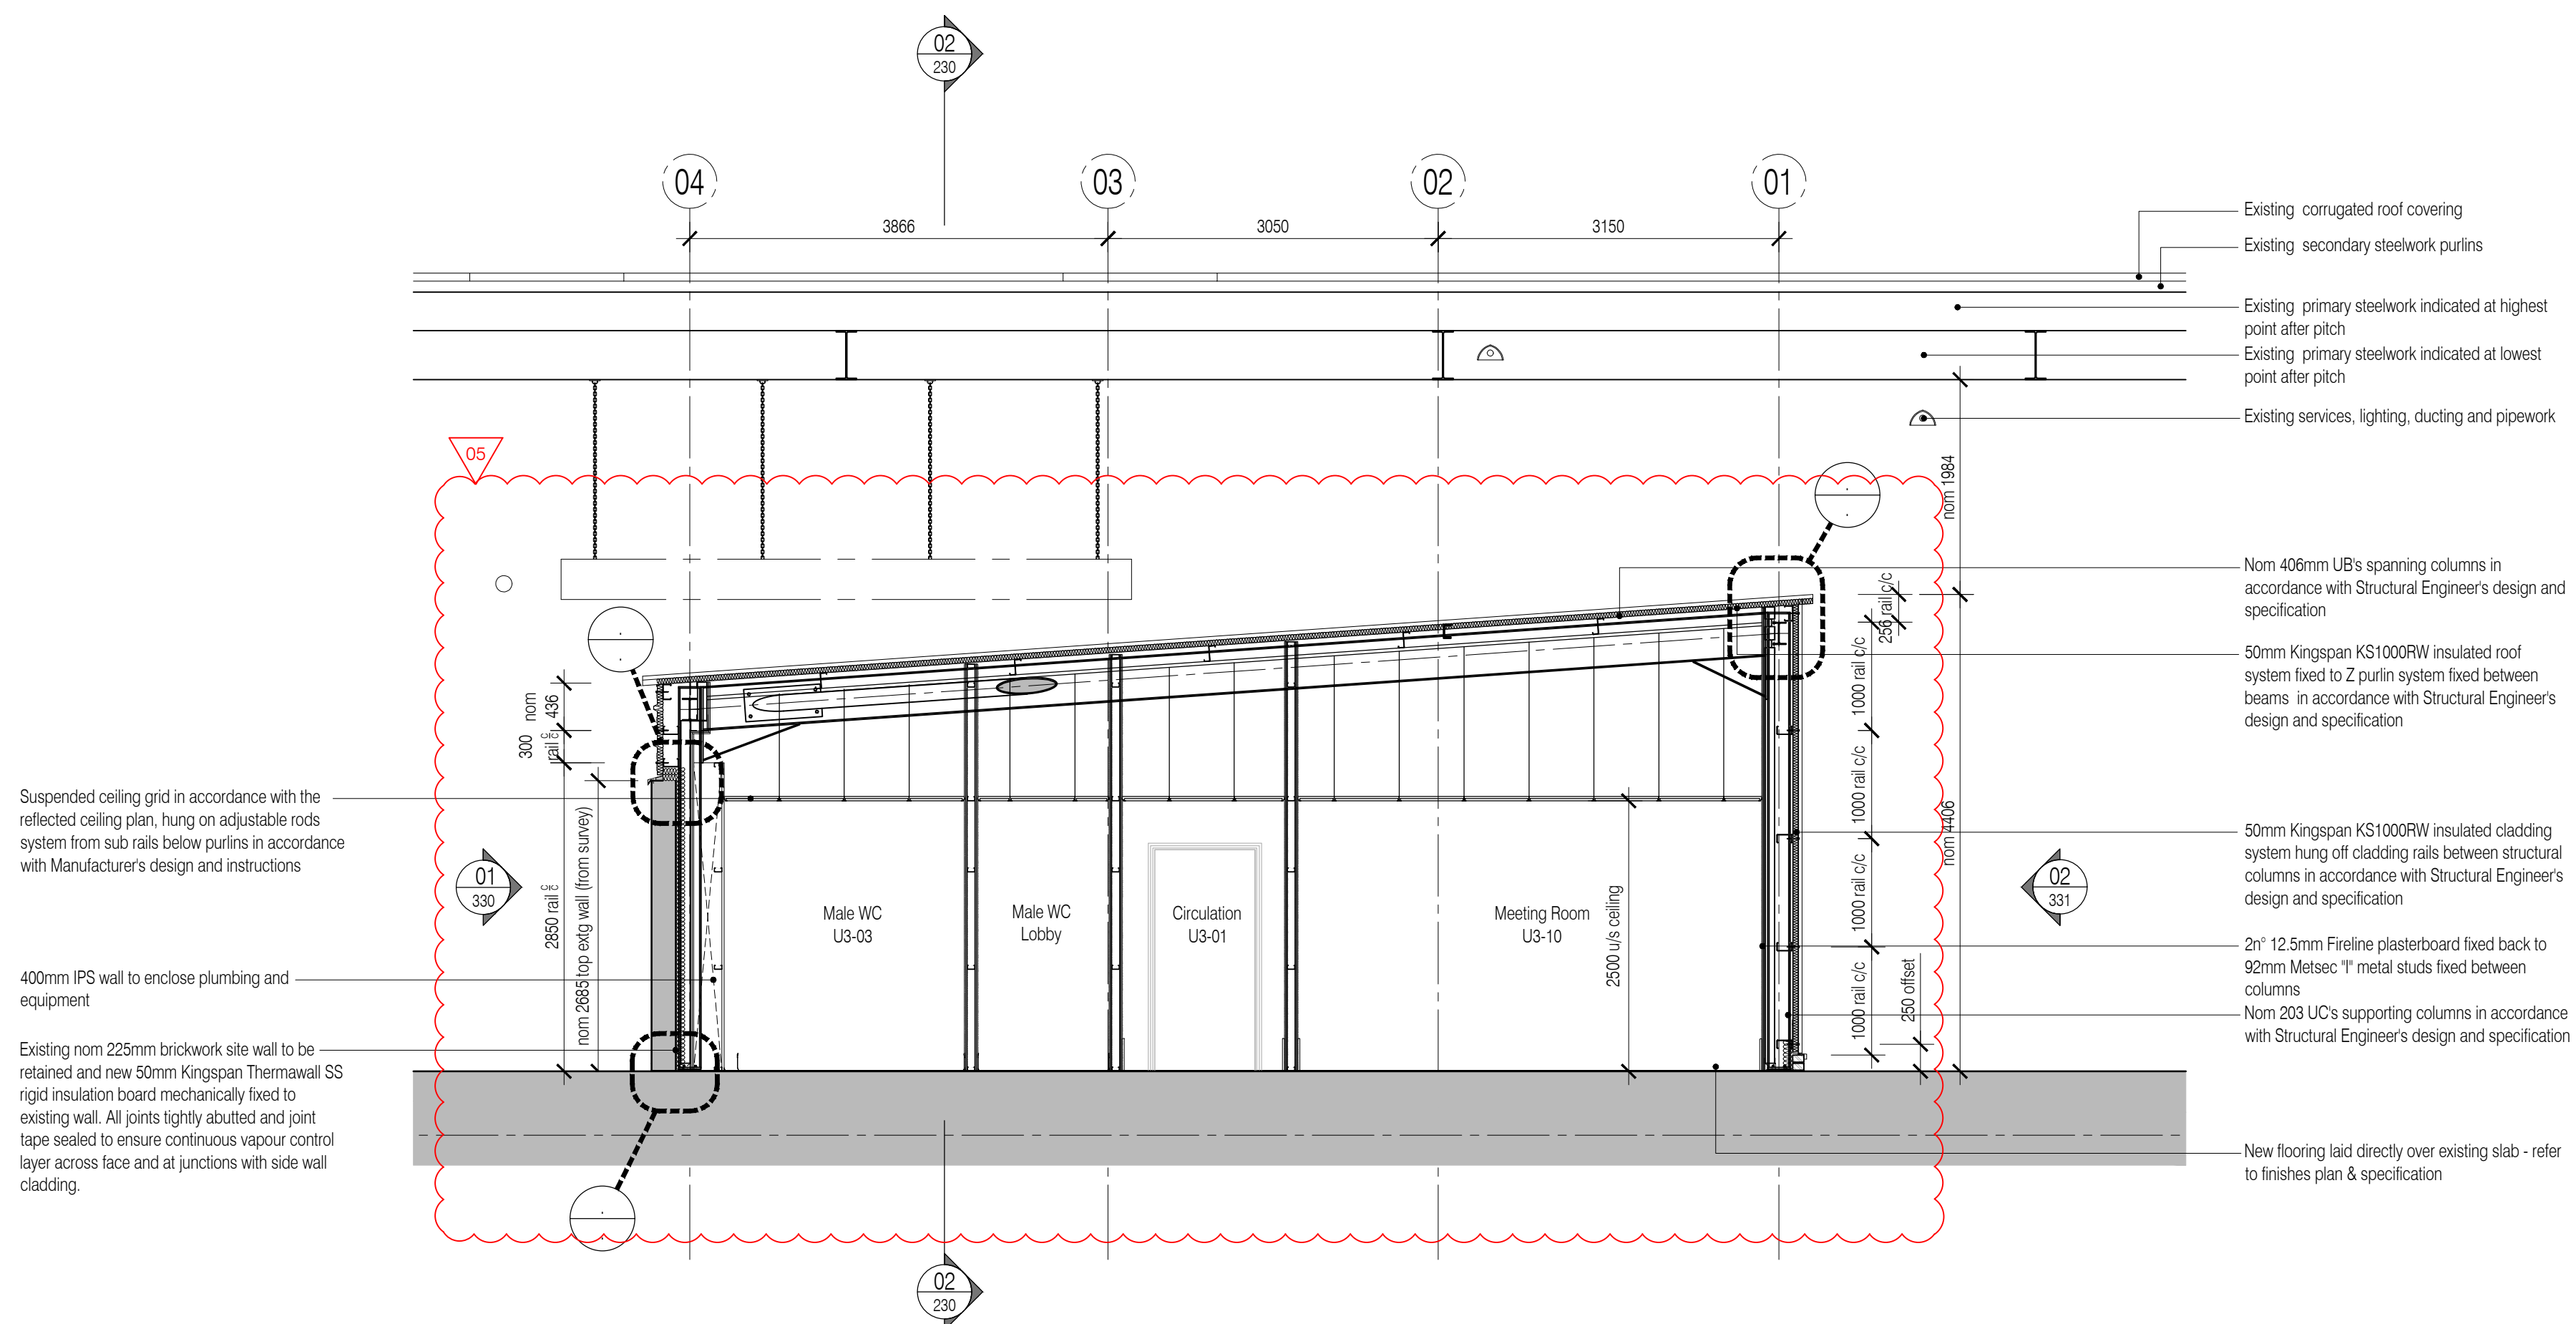 02
230
04
03
02
01
3866
3050
3150
Existing corrugated roof covering
Existing secondary steelwork purlins
Existing primary steelwork indicated at highest
point after pitch
Existing primary steelwork indicated at lowest
point after pitch
Existing services, lighting, ducting and pipework
05
nom 1984
Nom 406mm UB's spanning columns in
accordance with Structural Engineer's design and
specification
256 rail c/c
50mm Kingspan KS1000RW insulated roof
system fixed to Z purlin system fixed between
beams in accordance with Structural Engineer's
design and specification
1000 rail c/c
nom
436
300
rail c/c
1000 rail c/c
nom 4406
Suspended ceiling grid in accordance with the
reflected ceiling plan, hung on adjustable rods
system from sub rails below purlins in accordance
with Manufacturer's design and instructions
50mm Kingspan KS1000RW insulated cladding
system hung off cladding rails between structural
columns in accordance with Structural Engineer's
design and specification
01
330
2850 rail c/c
nom 2685 top extg wall (from survey)
Male WC
U3-03
Male WC
Lobby
Circulation
U3-01
Meeting Room
U3-10
2500 u/s ceiling
1000 rail c/c
02
331
2n° 12.5mm Fireline plasterboard fixed back to
92mm Metsec "I" metal studs fixed between
columns
400mm IPS wall to enclose plumbing and
equipment
1000 rail c/c
250 offset
Nom 203 UC's supporting columns in accordance
with Structural Engineer's design and specification
Existing nom 225mm brickwork site wall to be
retained and new 50mm Kingspan Thermawall SS
rigid insulation board mechanically fixed to
existing wall. All joints tightly abutted and joint
tape sealed to ensure continuous vapour control
layer across face and at junctions with side wall
cladding.
New flooring laid directly over existing slab - refer
to finishes plan & specification
02
230